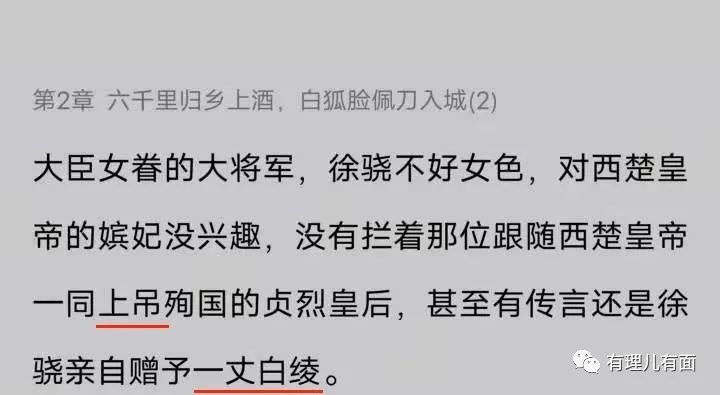 第2章 六千里归乡上酒，白狐脸佩刀入城(2)
大臣女眷的大将军，徐骁不好女色，对西楚皇
帝的嫔妃没兴趣，没有拦着那位跟随西楚皇帝
一同上吊殉国的贞烈皇后，甚至有传言还是徐
骁亲自赠予一丈白绫。
有理儿有面